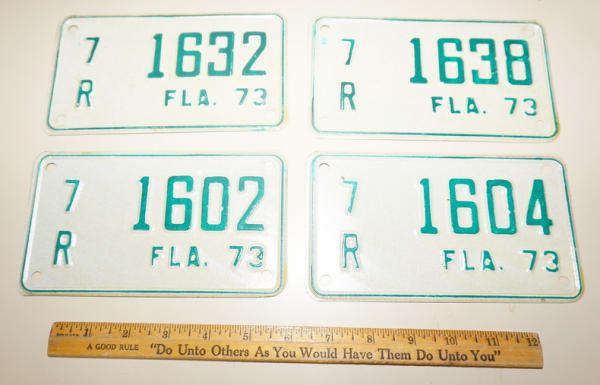 7 1632
R FLA. 73
7 1638
R FLA. 73
7 1602
R FLA. 73
7 1604
R FLA. 73
1 2 3 4 5 6 7 8 9 10 11 12
A GOOD RULE "Do Unto Others As You Would Have Them Do Unto You"